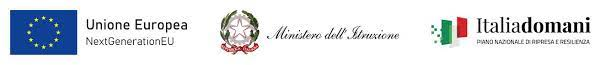 Unione Europea
NextGenerationEU
Ministero dell'Istruzione
Italiadomani
PIANO NAZIONALE DI RIPRESA E RESILIENZA